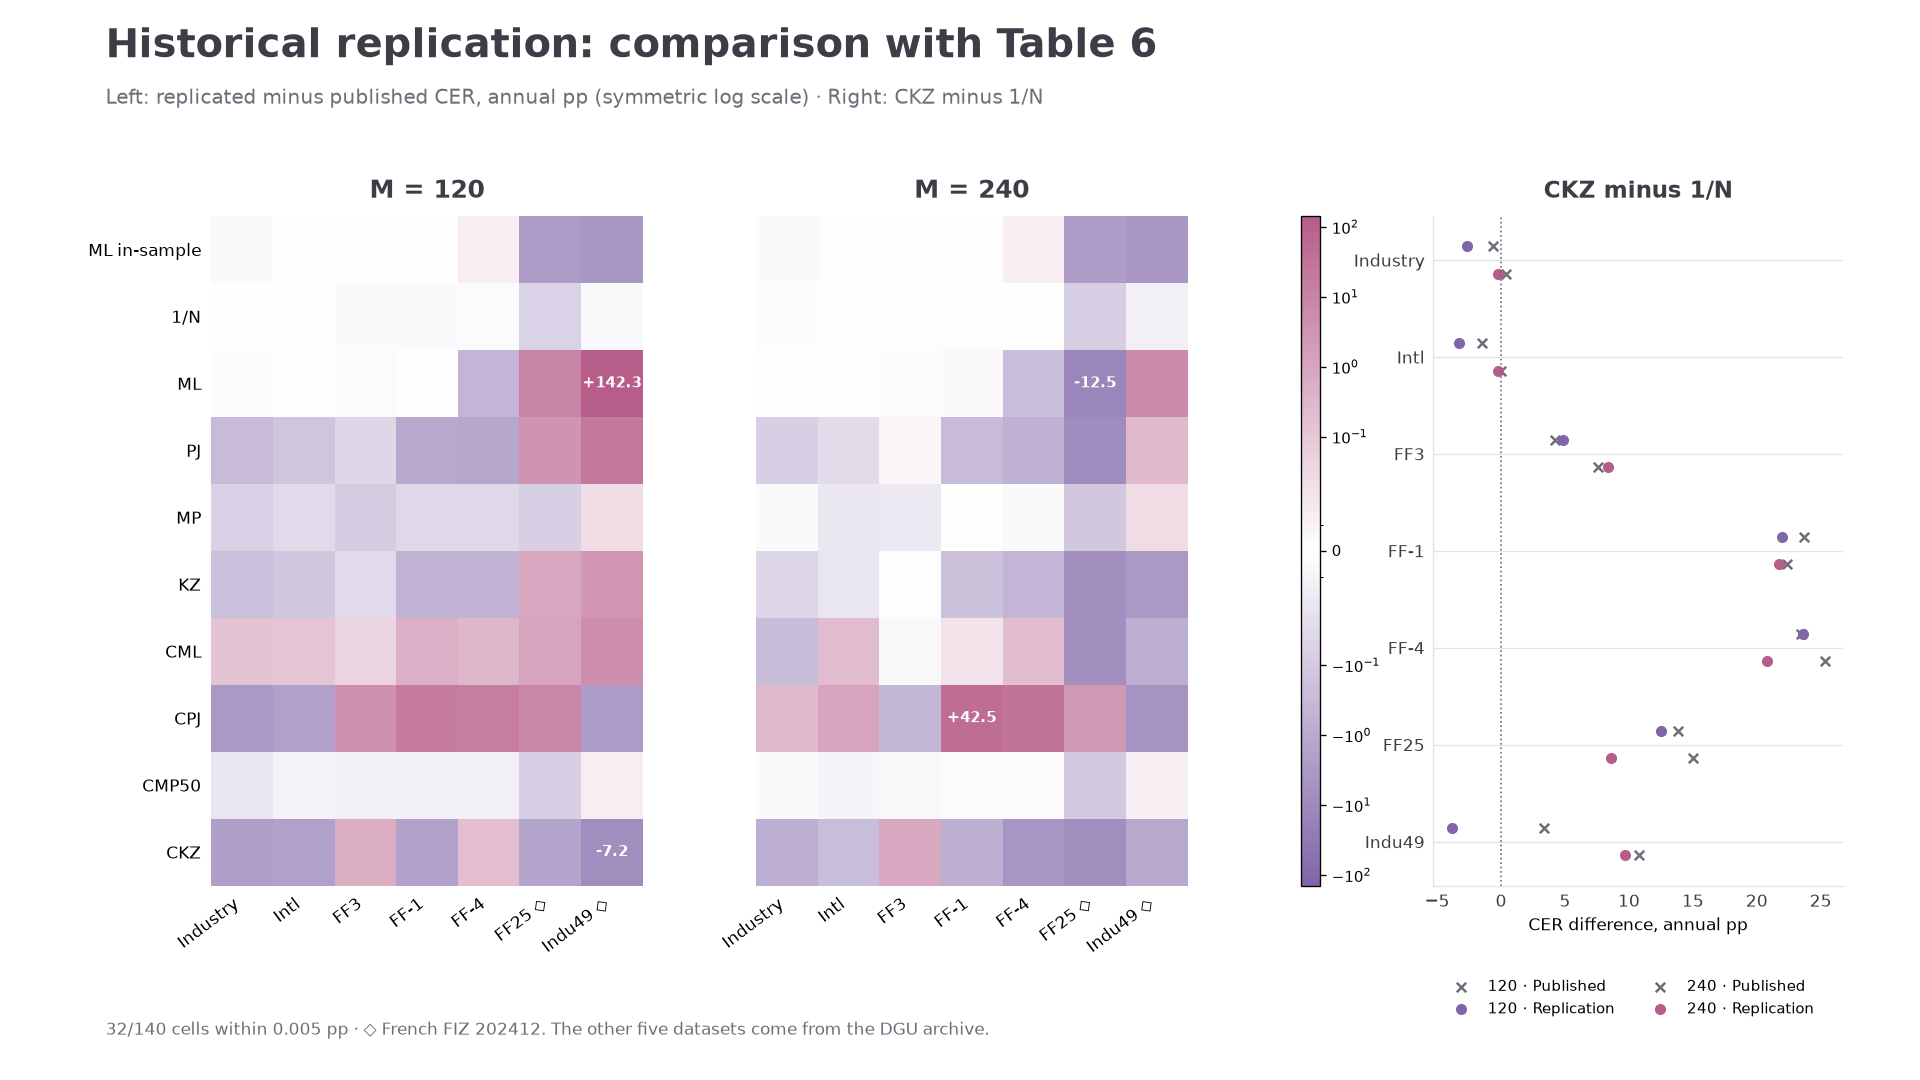 Historical replication: comparison with Table 6
Left: replicated minus published CER, annual pp (symmetric log scale) · Right: CKZ minus 1/N
M = 120
M = 240
CKZ minus 1/N
ML in-sample
1/N
ML
PJ
MP
KZ
CML
CPJ
CMP50
CKZ
+142.3
-7.2
-12.5
+42.5
Industry
Intl
FF3
FF-1
FF-4
FF25 □
Indu49 □
Industry
Intl
FF3
FF-1
FF-4
FF25 □
Indu49 □
10²
10¹
10⁰
10⁻¹
0
−10⁻¹
−10⁰
−10¹
−10²
Industry
Intl
FF3
FF-1
FF-4
FF25
Indu49
−5 0 5 10 15 20 25
CER difference, annual pp
× 120 · Published × 240 · Published
● 120 · Replication ● 240 · Replication
32/140 cells within 0.005 pp · ◇ French FIZ 202412. The other five datasets come from the DGU archive.